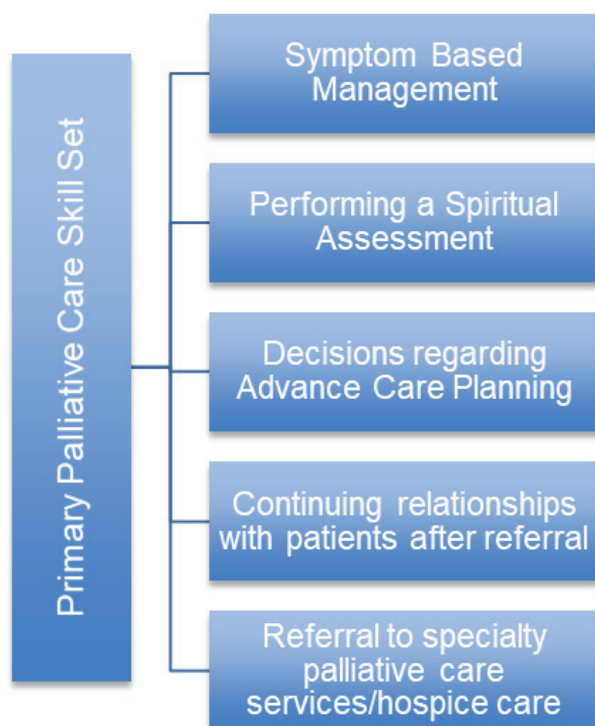 Primary Palliative Care Skill Set
Symptom Based
Management
Performing a Spiritual
Assessment
Decisions regarding
Advance Care Planning
Continuing relationships
with patients after referral
Referral to specialty
palliative care
services/hospice care